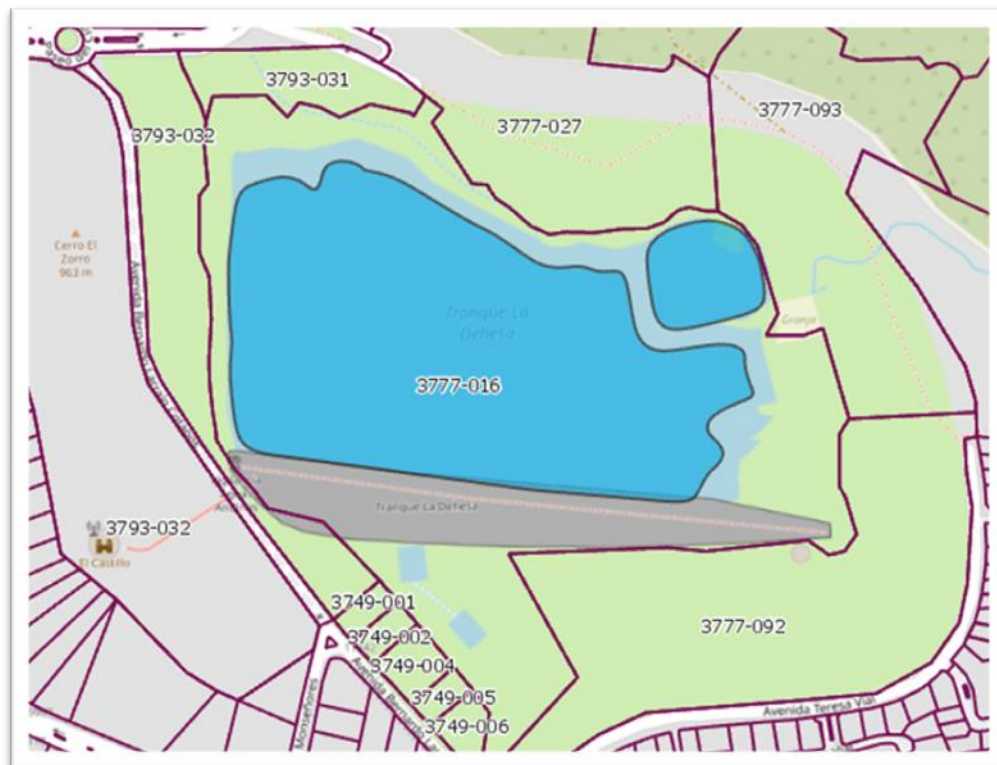 Paseo del
3793-031
3793-032
3777-027
3777-093
Cerro El
Zorro
963 m
Tranque La
Dehesa
Granja
3777-016
Tranque La Dehesa
3793-032
El Castillo
3749-001
3749-002
3749-004
3749-005
3749-006
3777-092
Monseñores
Avenida Teresa Vial